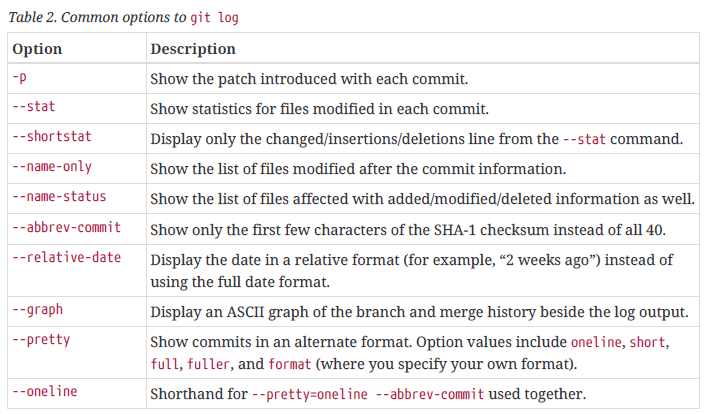 Table 2. Common options to git log
Option Description
-p Show the patch introduced with each commit.
--stat Show statistics for files modified in each commit.
--shortstat Display only the changed/insertions/deletions line from the --stat command.
--name-only Show the list of files modified after the commit information.
--name-status Show the list of files affected with added/modified/deleted information as well.
--abbrev-commit Show only the first few characters of the SHA-1 checksum instead of all 40.
--relative-date Display the date in a relative format (for example, “2 weeks ago”) instead of
using the full date format.
--graph Display an ASCII graph of the branch and merge history beside the log output.
--pretty Show commits in an alternate format. Option values include oneline, short,
full, fuller, and format (where you specify your own format).
--oneline Shorthand for --pretty=oneline --abbrev-commit used together.